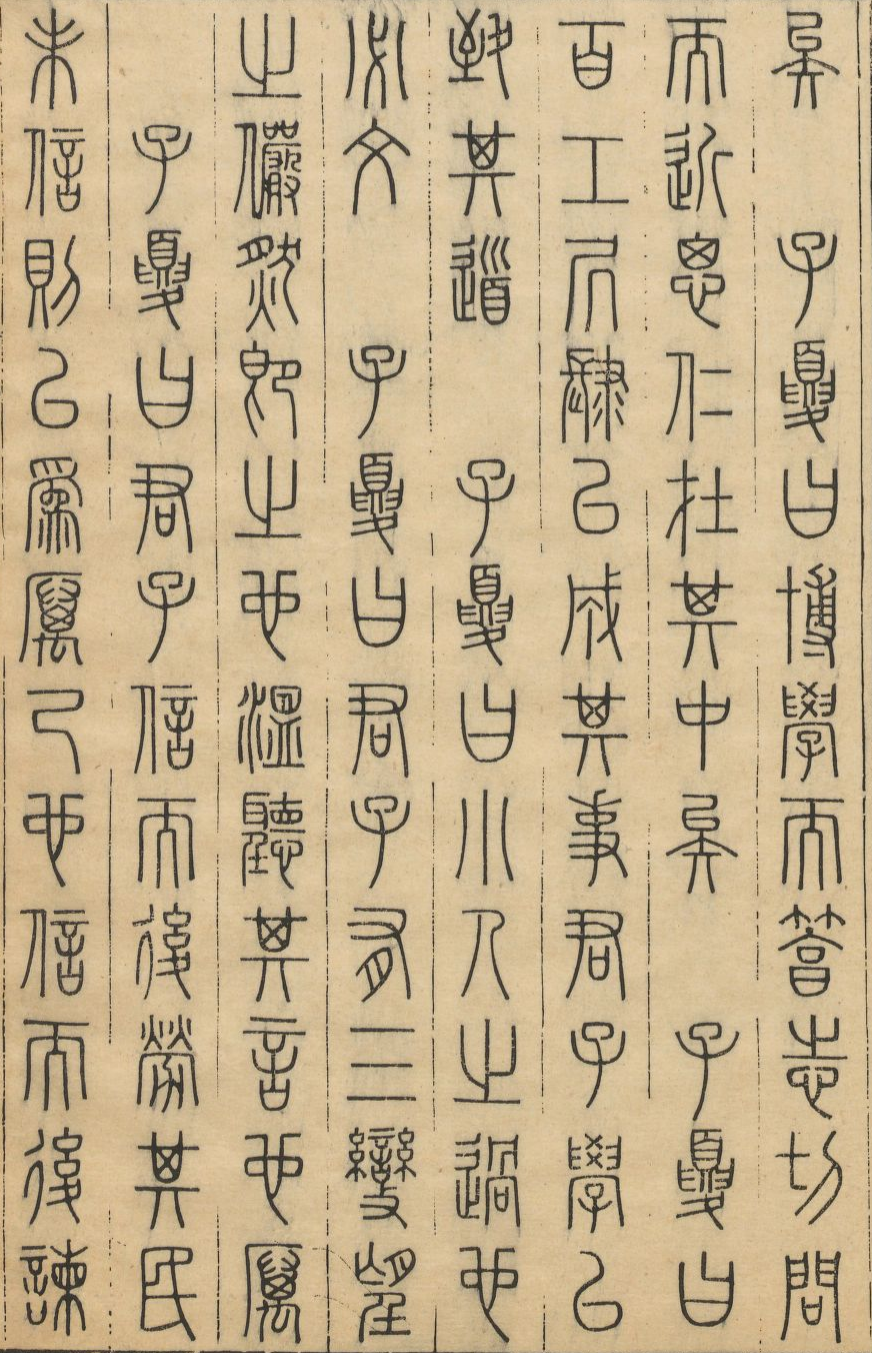 矣　子夏曰博學而篤志切問
而近思仁在其中矣　子夏曰
百工居肆以成其事君子學以
致其道　子夏曰小人之過也
必文　子夏曰君子有三變望
之儼然即之也溫聽其言也厲
子夏曰君子信而後勞其民
未信則以為厲己也信而後諫